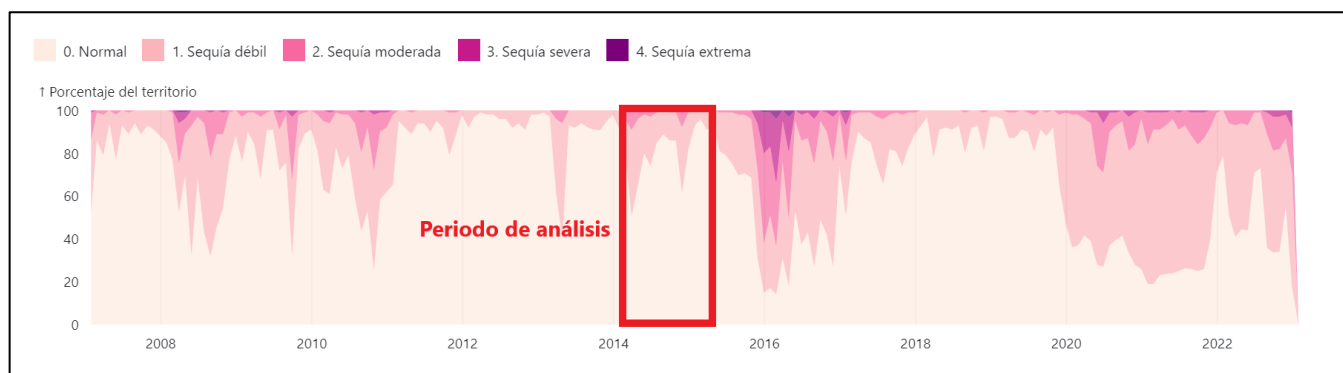 0. Normal 1. Sequía débil 2. Sequía moderada 3. Sequía severa 4. Sequía extrema
↑ Porcentaje del territorio
100
80
60
40
20
0
Periodo de análisis
2008 2010 2012 2014 2016 2018 2020 2022